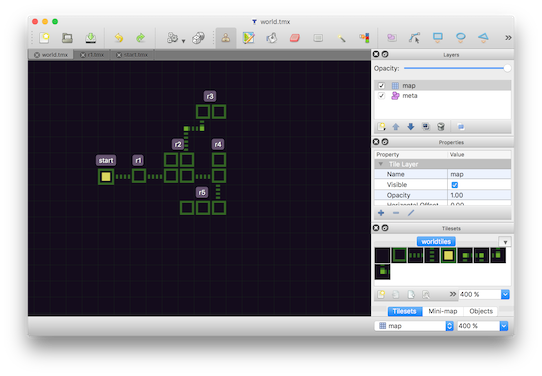 world.tmx
world.tmx
r1.tmx
start.tmx
Layers
Opacity:
map
meta
Properties
Property Value
Tile Layer
Name map
Visible
Opacity 1.00
Horizontal Offset 0.00
Tilesets
worldtiles
400 %
Tilesets Mini-map Objects
map 400 %
r3
r2 r4
start r1
r5